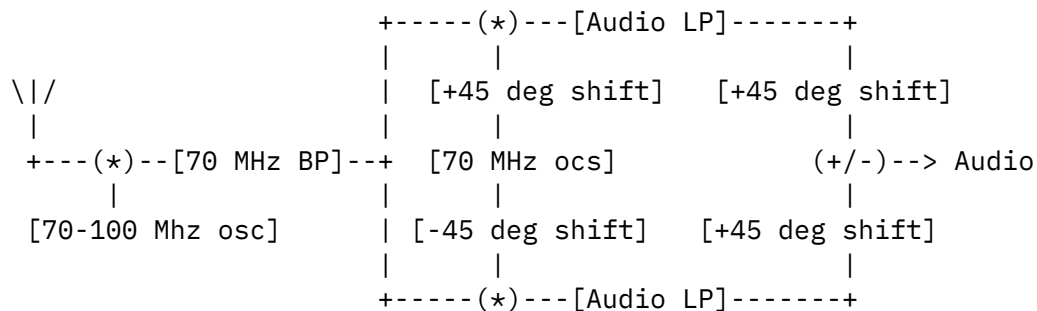 +-----(*)---[Audio LP]-------+
                       |      |                     |
\|/                    |  [+45 deg shift]   [+45 deg shift]
 |                     |      |                     |
 +---(*)--[70 MHz BP]--+  [70 MHz ocs]            (+/-)--> Audio
      |                |      |                     |
 [70-100 Mhz osc]      | [-45 deg shift]   [+45 deg shift]
                       |      |                     |
                       +-----(*)---[Audio LP]-------+